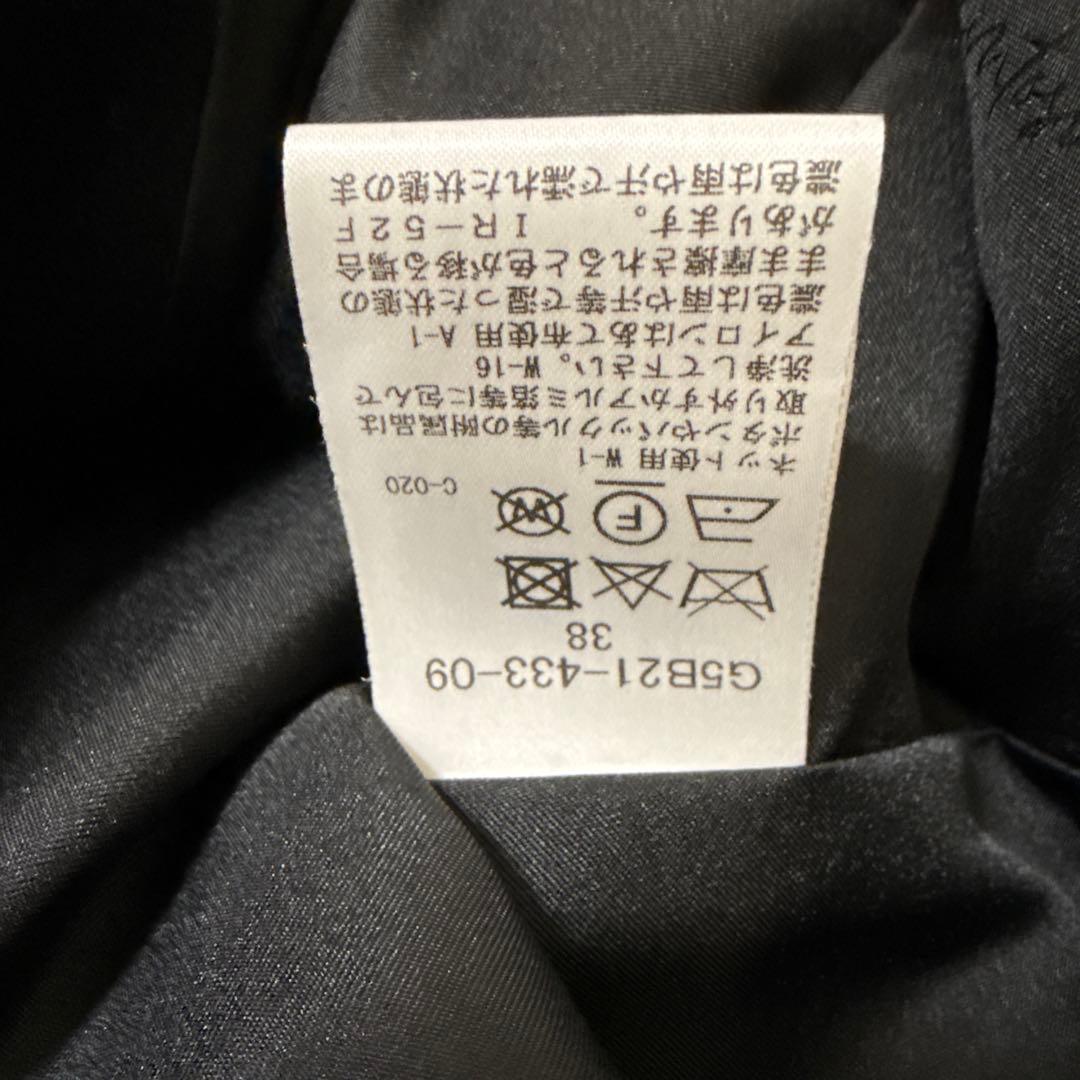 G5B21-433-09
38
F
W
C-020
ネット使用 W-1
ボタンやバックル等の附属品は
取り外すかアルミ箔等に包んで
洗浄して下さい。W-16
アイロンはあて布使用 A-1
濃色は雨や汗等で湿った状態の
まま摩擦されると色が移る場合
があります。 IR-52F
濃色は雨や汗で濡れた状態のま